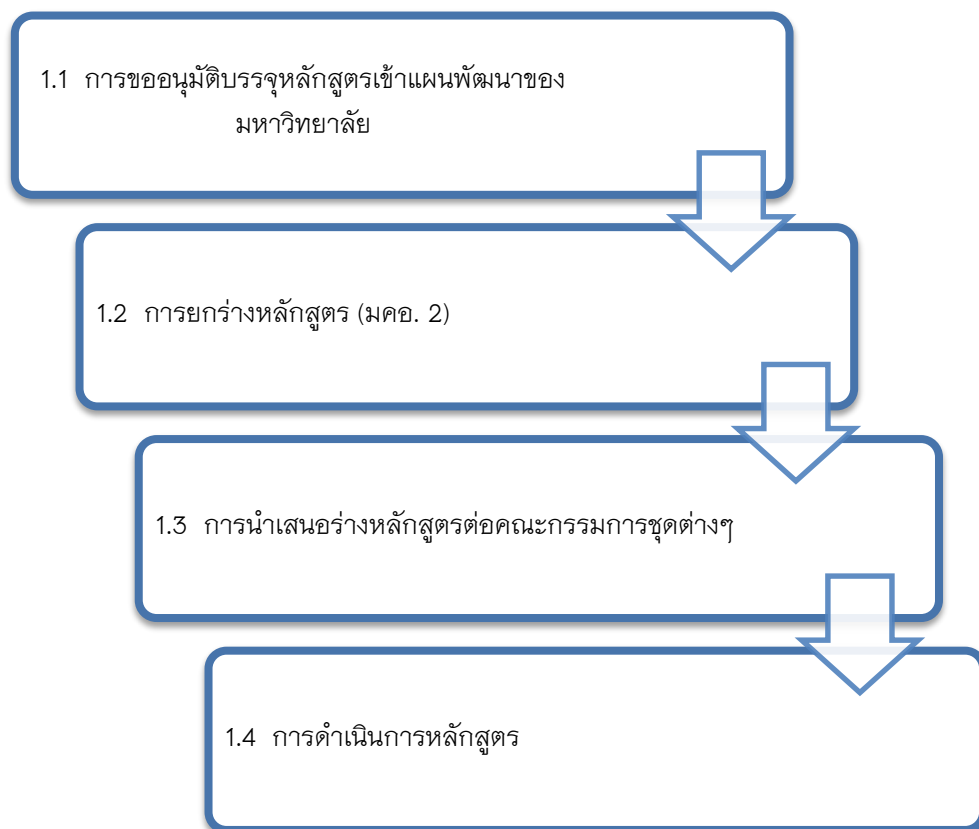 1.1 การขออนุมัติบรรจุหลักสูตรเข้าแผนพัฒนาของ
มหาวิทยาลัย
1.2 การยกร่างหลักสูตร (มคอ. 2)
1.3 การนำเสนอร่างหลักสูตรต่อคณะกรรมการชุดต่างๆ
1.4 การดำเนินการหลักสูตร